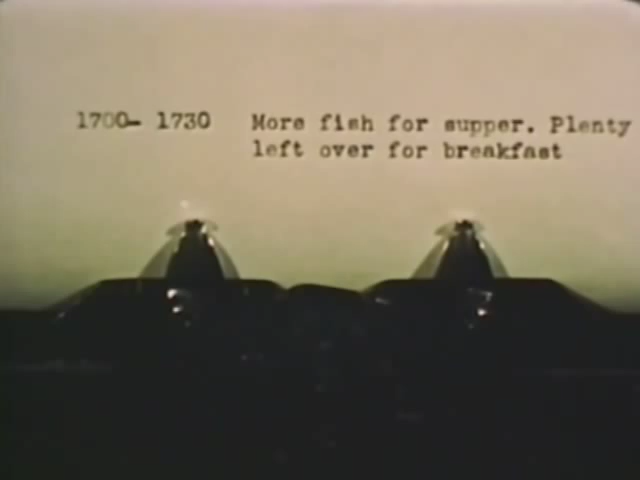 1700- 1730 More fish for supper. Plenty
left over for breakfast